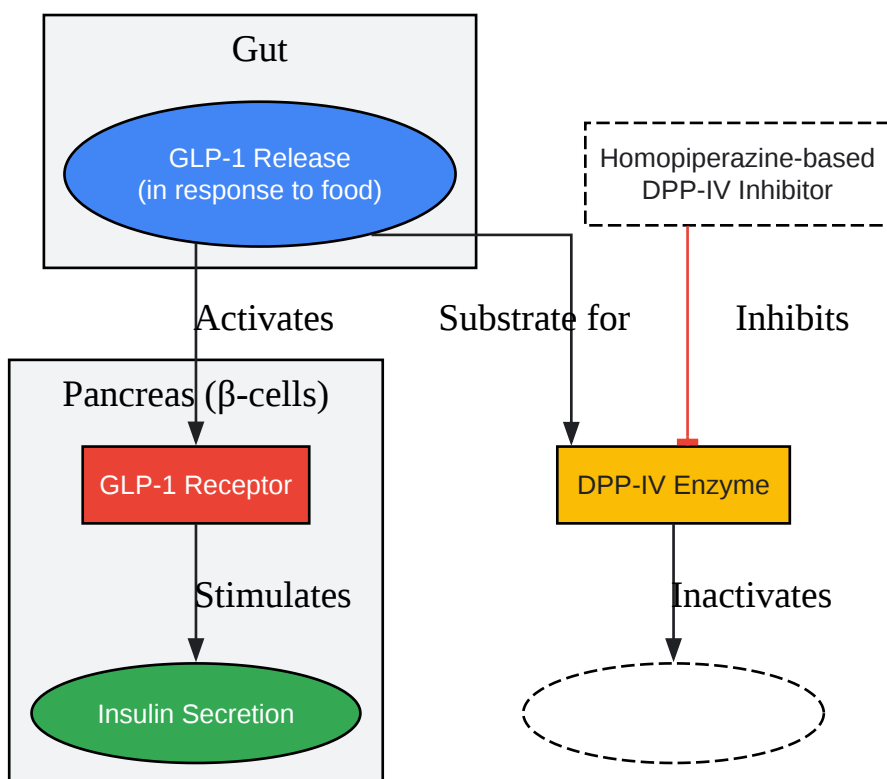 Gut
GLP-1 Release
(in response to food)
Homopiperazine-based
DPP-IV Inhibitor
Activates
Substrate for
Inhibits
Pancreas (β-cells)
GLP-1 Receptor
DPP-IV Enzyme
Stimulates
Inactivates
Insulin Secretion